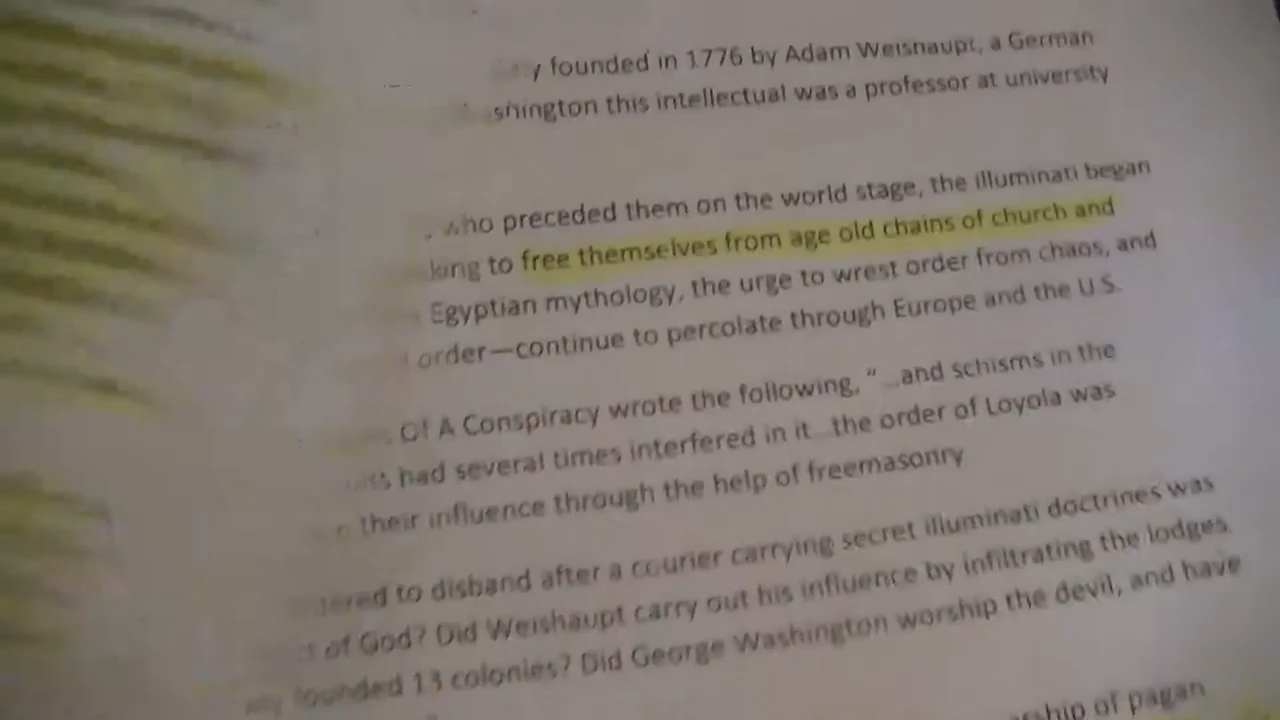 founded in 1776 by Adam Weishaupt, a German
this intellectual was a professor at university
who preceded them on the world stage, the illuminati began
to free themselves from age old chains of church and
Egyptian mythology, the urge to wrest order from chaos, and
order—continue to percolate through Europe and the U.S.
Of A Conspiracy wrote the following, "...and schisms in the
had several times interfered in it...the order of Loyola was
their influence through the help of freemasonry
to disband after a courier carrying secret illuminati doctrines was
of God? Did Weishaupt carry out his influence by infiltrating the lodges
founded 13 colonies? Did George Washington worship the devil, and have
of pagan